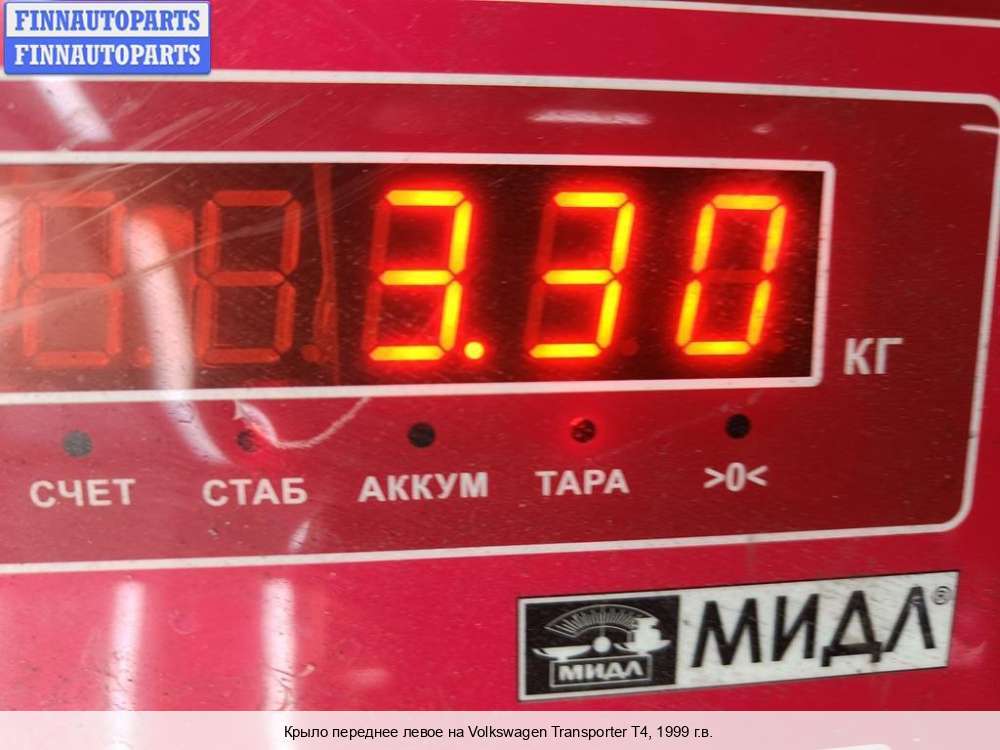 FINNAUTOPARTS
FINNAUTOPARTS
3.30
КГ
СЧЕТ СТАБ АККУМ ТАРА >0<
МИДЛ МИДЛ®
Крыло переднее левое на Volkswagen Transporter T4, 1999 г.в.